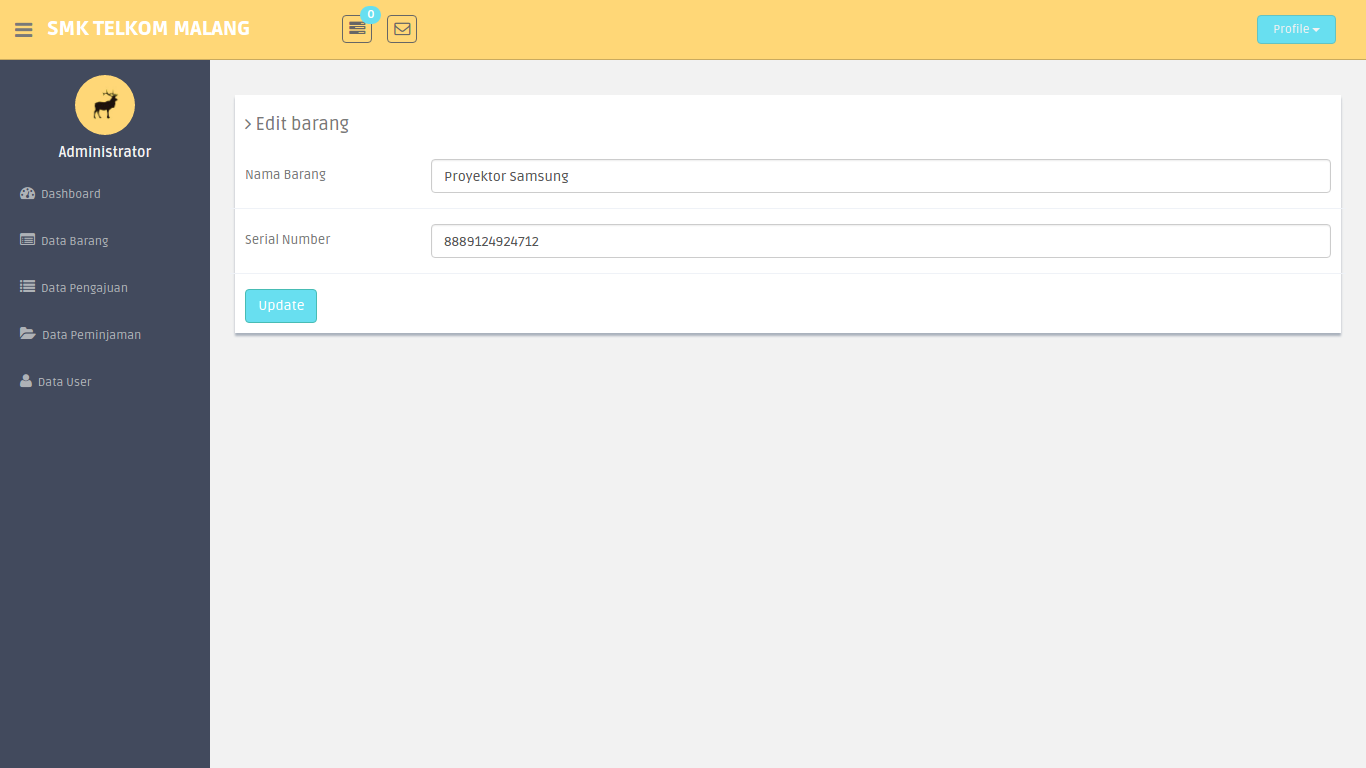 SMK TELKOM MALANG
0
Profile
Administrator
Dashboard
Data Barang
Data Pengajuan
Data Peminjaman
Data User
Edit barang
Nama Barang
Proyektor Samsung
Serial Number
8889124924712
Update